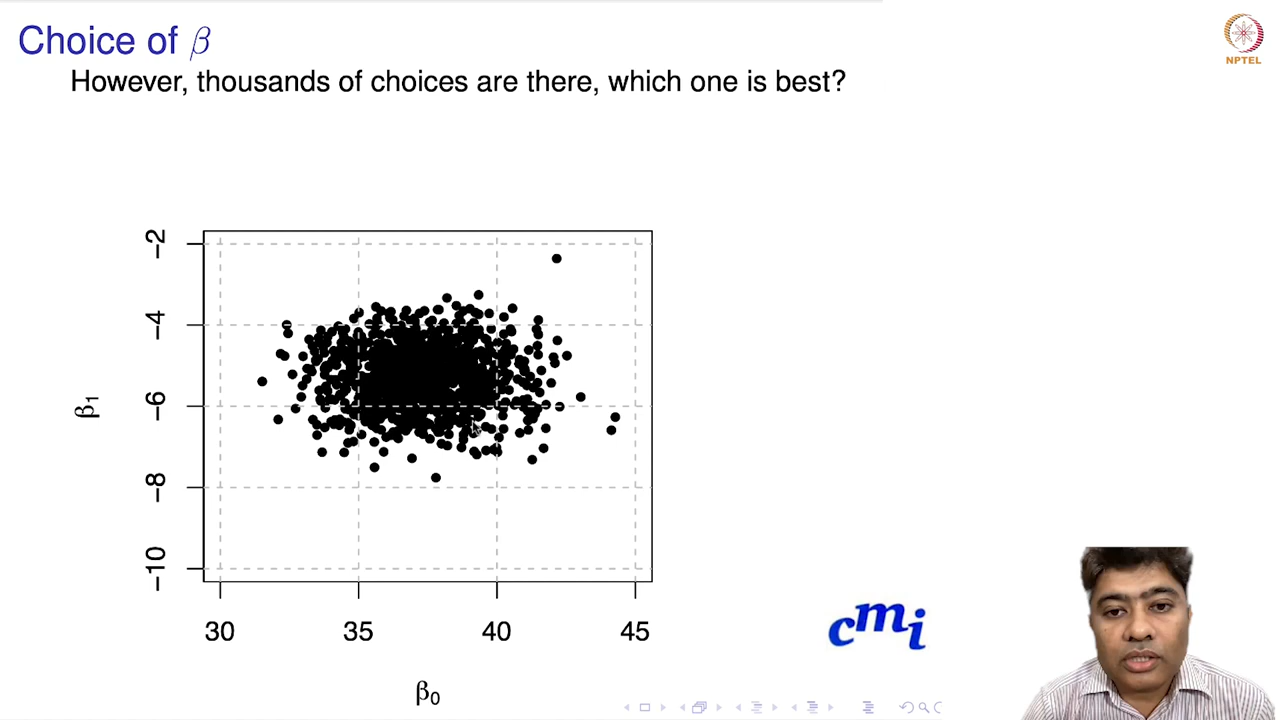 Choice of β
However, thousands of choices are there, which one is best?
NPTEL
−2
−4
−6
−8
−10
β1
30 35 40 45
β0
cmi